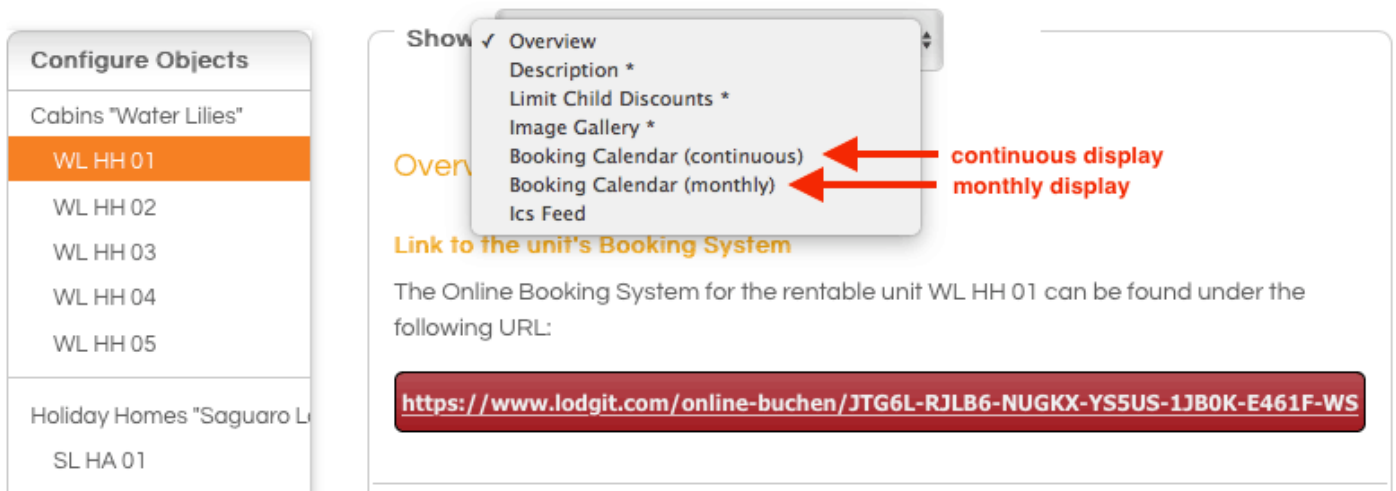 Configure Objects
Cabins "Water Lilies"
WL HH 01
WL HH 02
WL HH 03
WL HH 04
WL HH 05
Holiday Homes "Saguaro L
SL HA 01
Show
✓ Overview
Description *
Limit Child Discounts *
Image Gallery *
Booking Calendar (continuous)
continuous display
Booking Calendar (monthly)
monthly display
Ics Feed
Overv
Link to the unit's Booking System
The Online Booking System for the rentable unit WL HH 01 can be found under the
following URL:
https://www.lodgit.com/online-buchen/JTG6L-RJLB6-NUGKX-YS5US-1JB0K-E461F-WS